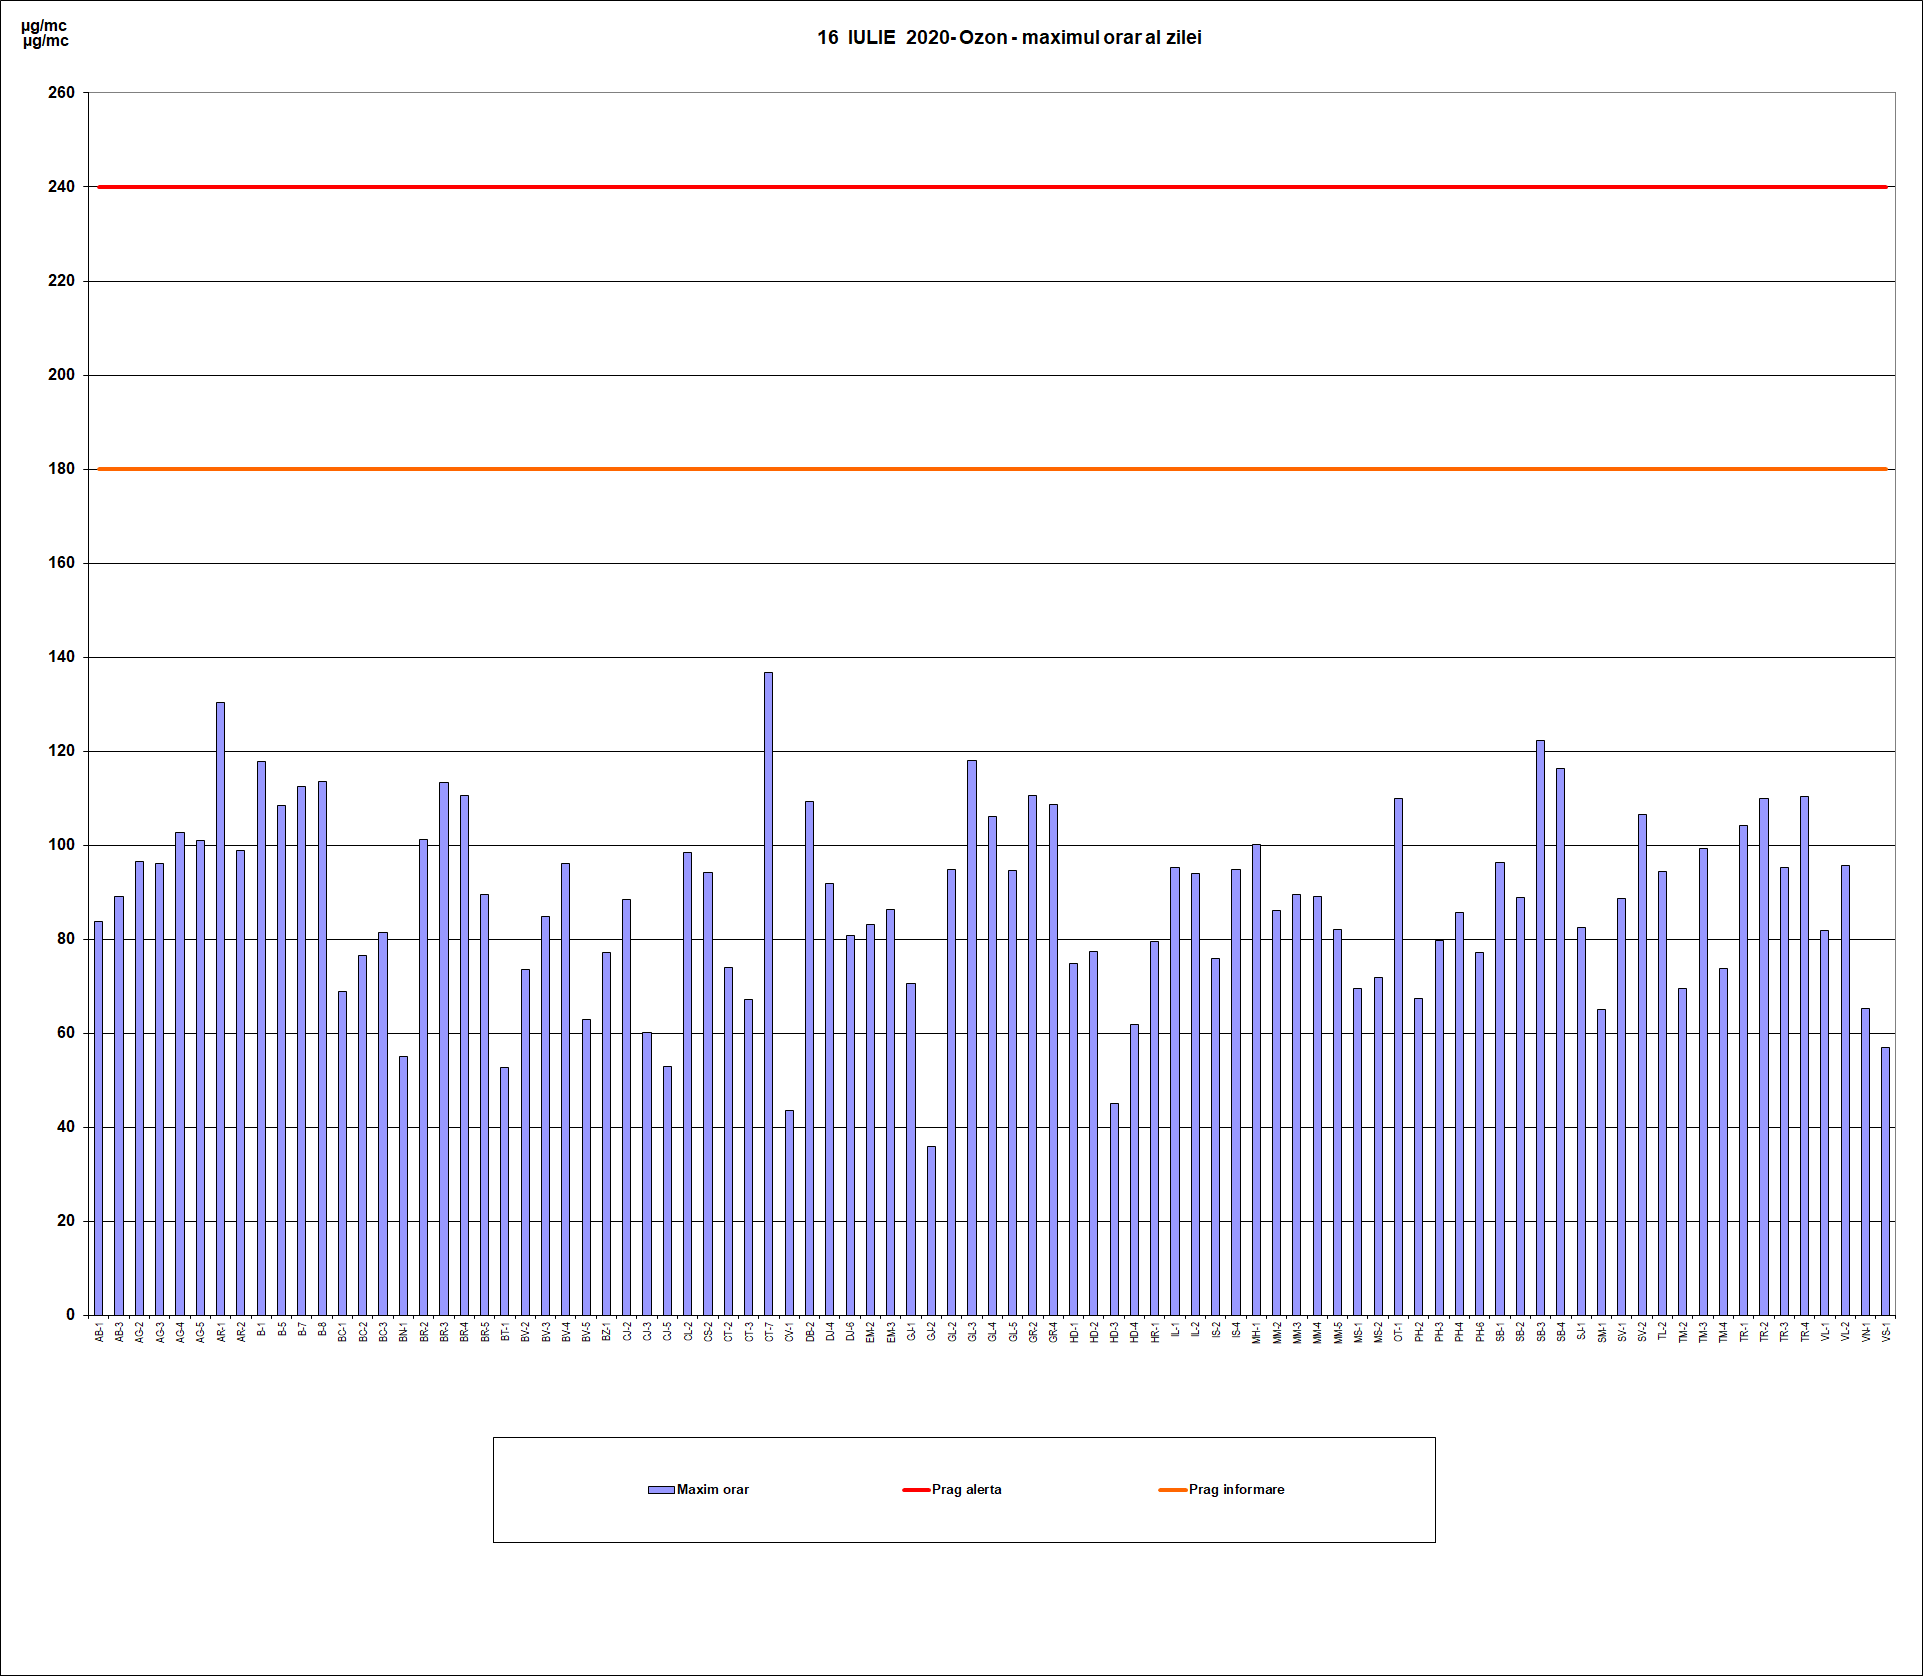 µg/mc
µg/mc
16 IULIE 2020- Ozon - maximul orar al zilei
260
240
220
200
180
160
140
120
100
80
60
40
20
0
AB-1 AB-3 AG-2 AG-3 AG-4 AG-5 AR-1 AR-2 B-1 B-5 B-7 B-8 BC-1 BC-2 BC-3 BN-1 BR-2 BR-3 BR-4 BR-5 BT-1 BV-2 BV-3 BV-4 BV-5 BZ-1 CJ-2 CJ-3 CJ-5 CL-2 CS-2 CT-2 CT-3 CT-7 CV-1 DB-2 DJ-4 DJ-6 EM-2 EM-3 GJ-1 GJ-2 GL-2 GL-3 GL-4 GL-5 GR-2 GR-4 HD-1 HD-2 HD-3 HD-4 HR-1 IL-1 IL-2 IS-2 IS-4 MH-1 MM-2 MM-3 MM-4 MM-5 MS-1 MS-2 OT-1 PH-2 PH-3 PH-4 PH-6 SB-1 SB-2 SB-3 SB-4 SJ-1 SM-1 SV-1 SV-2 TL-2 TM-2 TM-3 TM-4 TR-1 TR-2 TR-3 TR-4 VL-1 VL-2 VN-1 VS-1
Maxim orar Prag alerta Prag informare